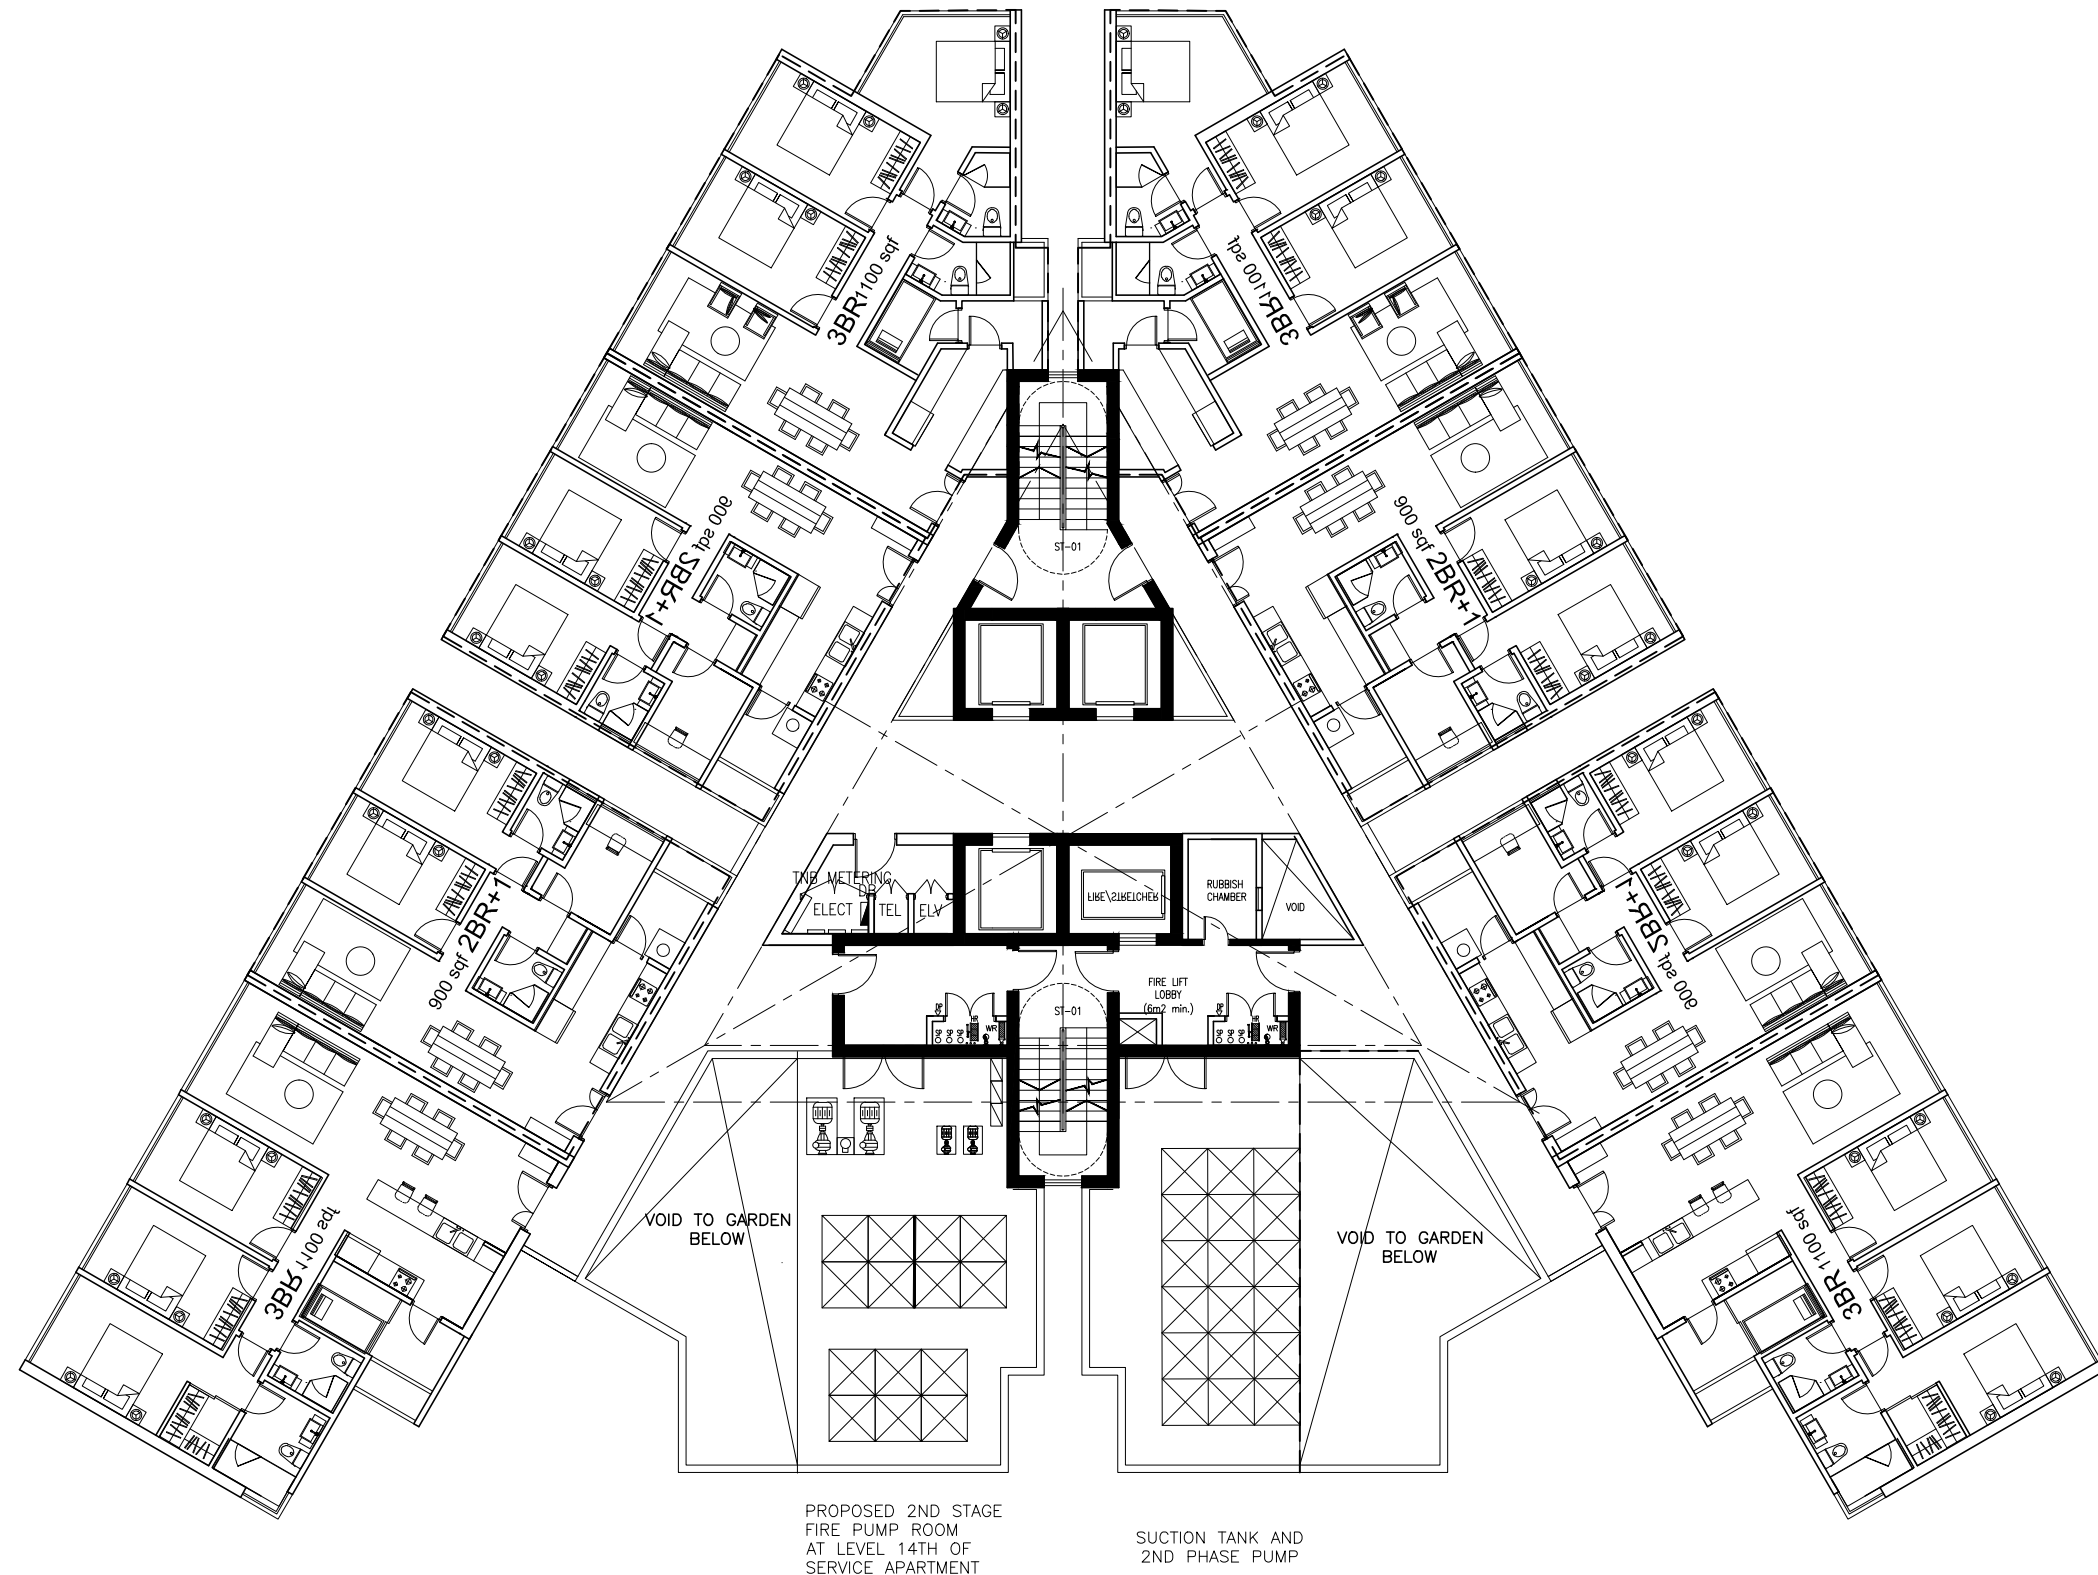 3BR 1100 sqf
3BR 1100 sqf
900 sqf 2BR+1
900 sqf 2BR+1
ST-01
TNB METERING
DB
ELECT
TEL
ELV
FIRE/STRETCHER
RUBBISH
CHAMBER
VOID
900 sqf 2BR+1
900 sqf 2BR+1
FIRE LIFT
LOBBY
(6m2 min.)
ST-01
WR
WR
VOID TO GARDEN
BELOW
VOID TO GARDEN
BELOW
3BR 1100 sqf
3BR 1100 sqf
PROPOSED 2ND STAGE
FIRE PUMP ROOM
AT LEVEL 14TH OF
SERVICE APARTMENT
SUCTION TANK AND
2ND PHASE PUMP